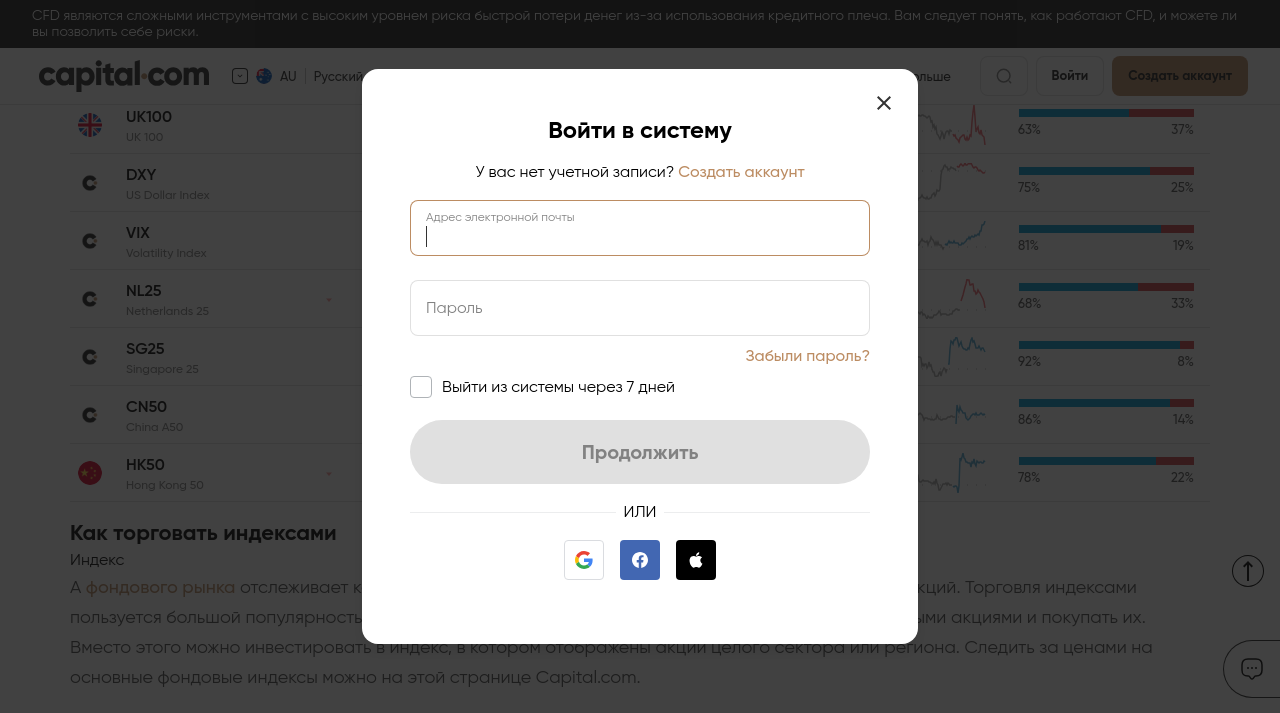 CFD являются сложными инструментами с высоким уровнем риска быстрой потери денег из-за использования кредитного плеча. Вам следует понять, как работают CFD, и можете ли
вы позволить себе риски.
capital.com
AU
Русский
Войти
Создать аккаунт
UK100
UK 100
63%
37%
DXY
US Dollar Index
75%
25%
VIX
Volatility Index
81%
19%
NL25
Netherlands 25
68%
33%
SG25
Singapore 25
92%
8%
CN50
China A50
86%
14%
HK50
Hong Kong 50
78%
22%
Войти в систему
У вас нет учетной записи? Создать аккаунт
Адрес электронной почты
Пароль
Забыли пароль?
Выйти из системы через 7 дней
Продолжить
ИЛИ
Как торговать индексами
Индекс
А фондового рынка отслеживает
Торговля индексами
пользуется большой
акциями и покупать их.
Вместо этого можно инвестировать в индекс, в котором отображены акции целого сектора или региона. Следить за ценами на
основные фондовые индексы можно на этой странице Capital.com.